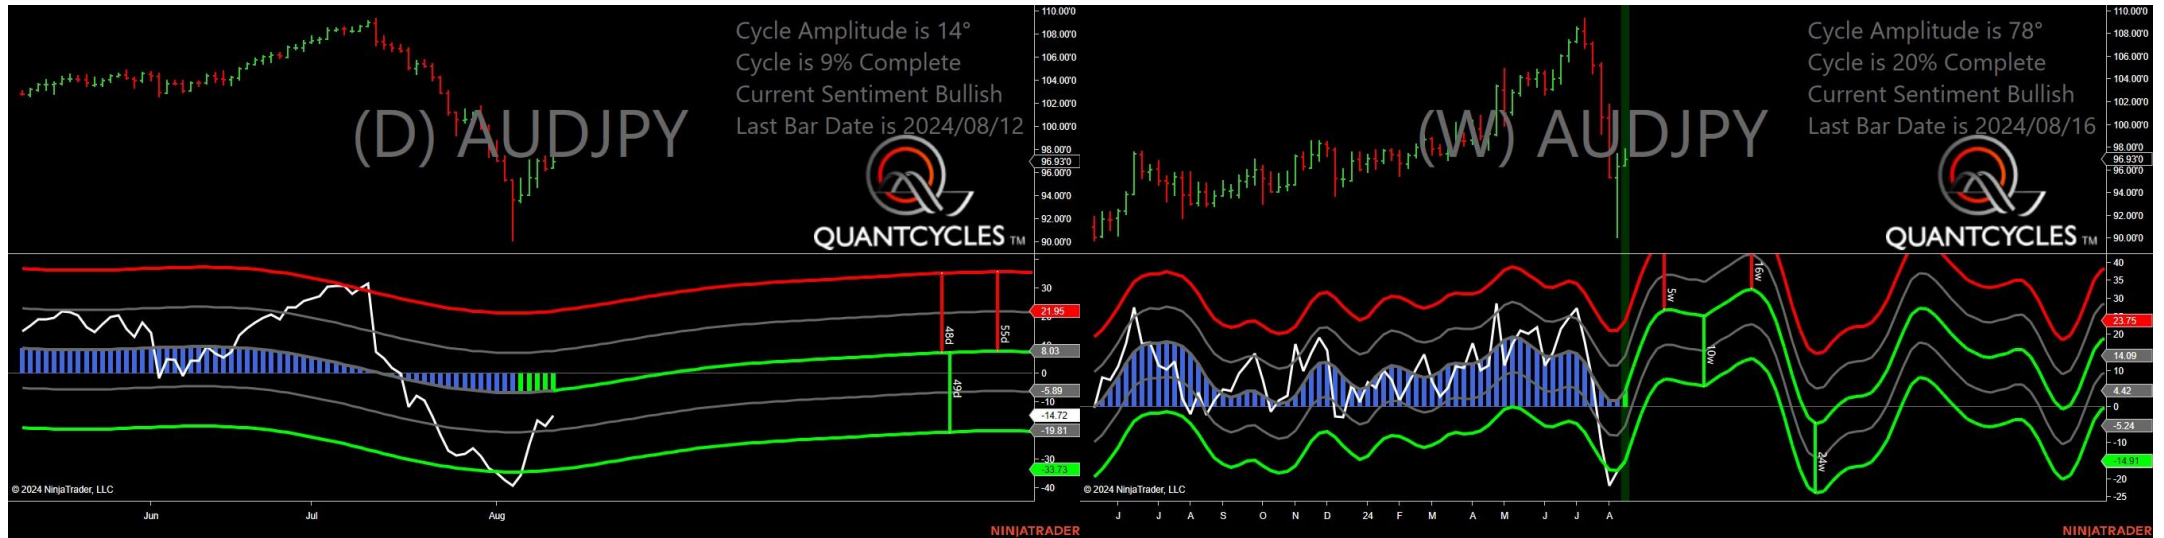 Cycle Amplitude is 14°
Cycle is 9% Complete
Current Sentiment Bullish
Last Bar Date is 2024/08/12
(D) AUDJPY
QUANTCYCLES TM
110.00'0
108.00'0
106.00'0
104.00'0
102.00'0
100.00'0
98.00'0
96.93'0
96.00'0
94.00'0
92.00'0
90.00'0
30
21.95
8.03
0
-5.89
-10
-14.72
-19.81
-30
-33.73
-40
48d
55d
49d
© 2024 NinjaTrader, LLC
Jun
Jul
Aug
NINJATRADER
Cycle Amplitude is 78°
Cycle is 20% Complete
Current Sentiment Bullish
Last Bar Date is 2024/08/16
(W) AUDJPY
QUANTCYCLES TM
110.00'0
108.00'0
106.00'0
104.00'0
102.00'0
100.00'0
98.00'0
96.93'0
96.00'0
94.00'0
92.00'0
90.00'0
40
35
30
23.75
14.09
10
4.42
0
-5.24
-10
-14.91
-20
-25
5w
16w
10w
24w
© 2024 NinjaTrader, LLC
J
J
A
S
O
N
D
24
F
M
A
M
J
J
A
NINJATRADER